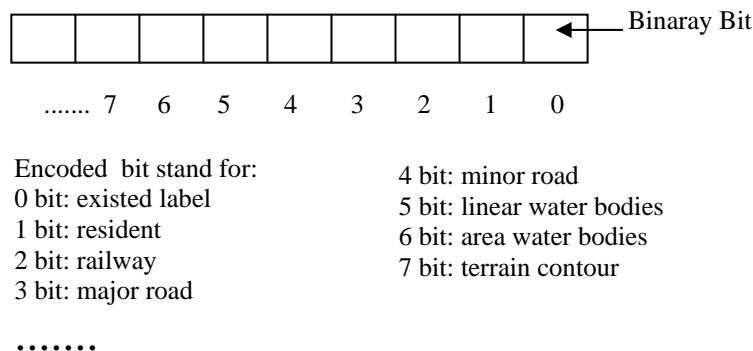 Binaray Bit
....... 7 6 5 4 3 2 1 0
Encoded bit stand for:
0 bit: existed label
1 bit: resident
2 bit: railway
3 bit: major road
4 bit: minor road
5 bit: linear water bodies
6 bit: area water bodies
7 bit: terrain contour
.......